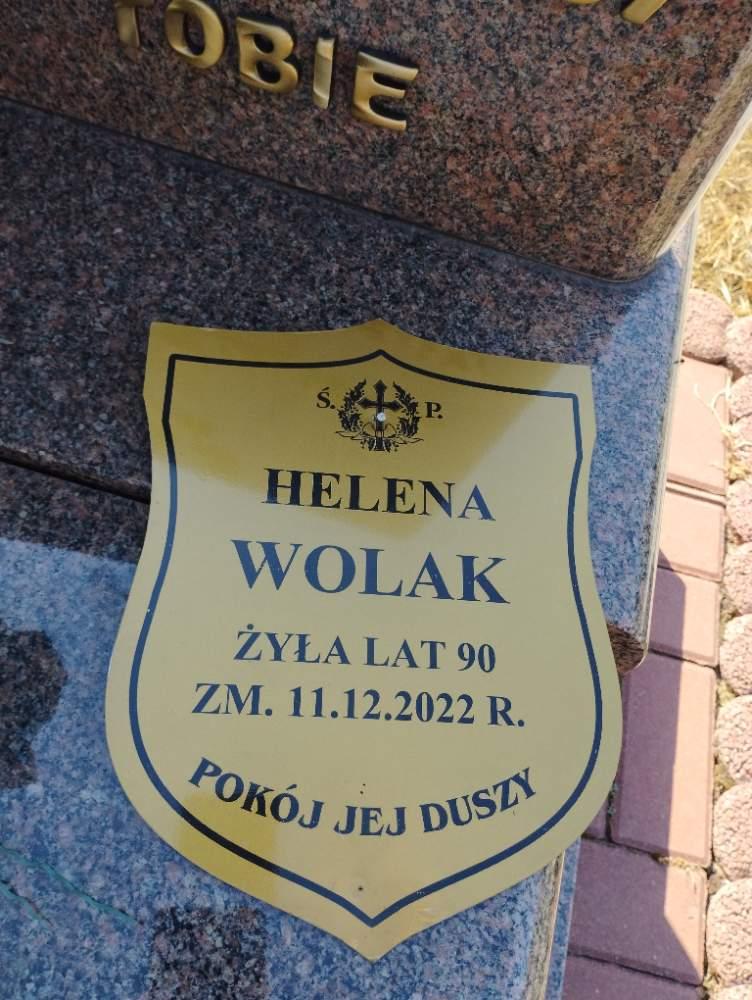 TOBIE
Ś. P.
HELENA
WOLAK
ŻYŁA LAT 90
ZM. 11.12.2022 R.
POKÓJ JEJ DUSZY